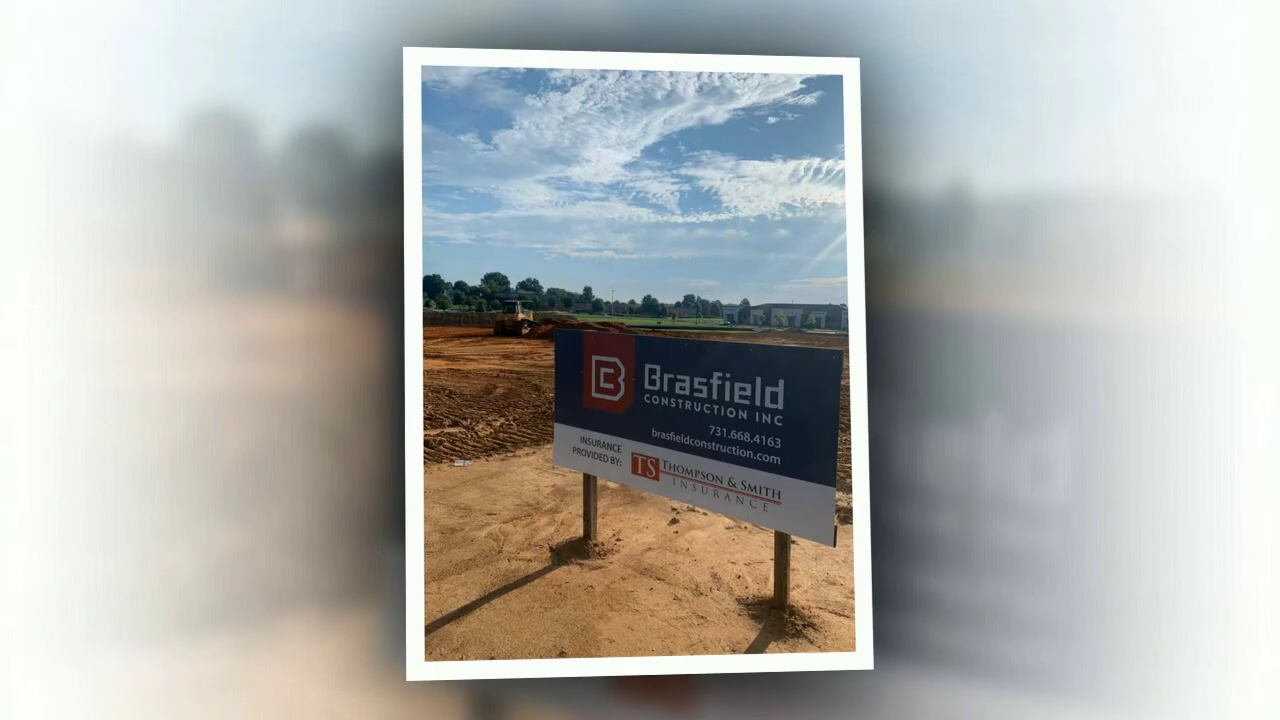 B
Brasfield
CONSTRUCTION INC
731.668.4163
brasfieldconstruction.com
INSURANCE
PROVIDED BY:
TS THOMPSON & SMITH
INSURANCE